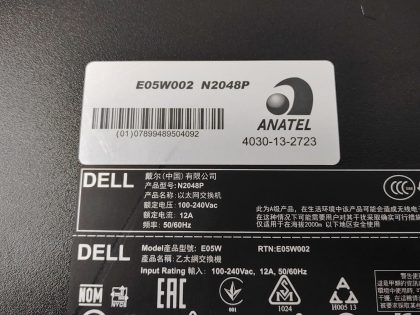 E05W002 N2048P
(01)07899489504092
ANATEL
4030-13-2723
DELL
戴尔(中国)有限公司
产品型号: N2048P
产品名称: 以太网交换机
额定电压: 100-240Vac
额定电流: 12A
频率: 50/60Hz
CCC
此为A级产品，在生活环境中该产品可能会造成无线电
在这种情况下可能需要用户对其干扰采取确实可行措
仅适用于在海拔2000m以下地区安全使用
DELL
Model產品型號: E05W
RTN:E05W002
產品名稱: 乙太網交換機
Input Rating 輸入: 100-240Vac, 12A, 50/60Hz
NOM
NYCE
EAC
001
1024
H005 13